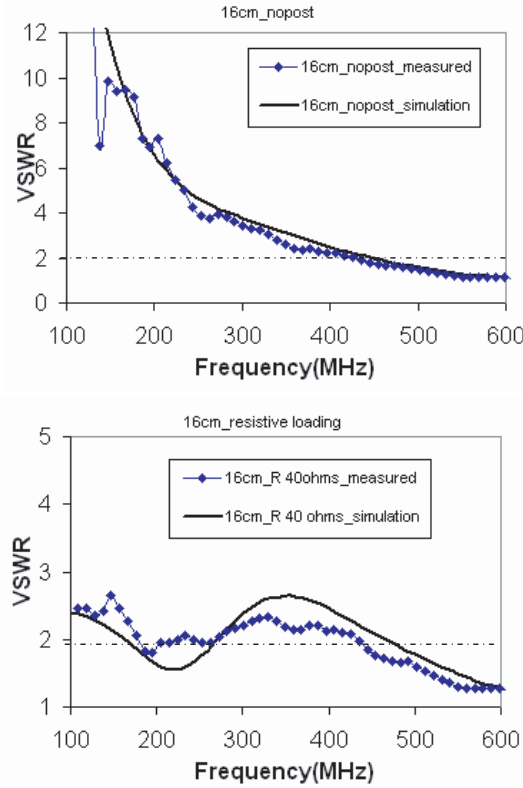 16cm_nopost
12
10
8
6
4
2
0
VSWR
16cm_nopost_measured
16cm_nopost_simulation
100 200 300 400 500 600
Frequency(MHz)
16cm_resistive loading
5
4
3
2
1
VSWR
16cm_R 40ohms_measured
16cm_R 40 ohms_simulation
100 200 300 400 500 600
Frequency(MHz)